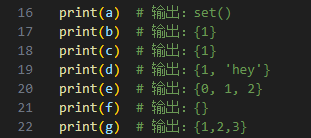 16 print(a) # 输出：set()
17 print(b) # 输出：{1}
18 print(c) # 输出：{1}
19 print(d) # 输出：{1, 'hey'}
20 print(e) # 输出：{0, 1, 2}
21 print(f) # 输出：{}
22 print(g) # 输出：{1,2,3}